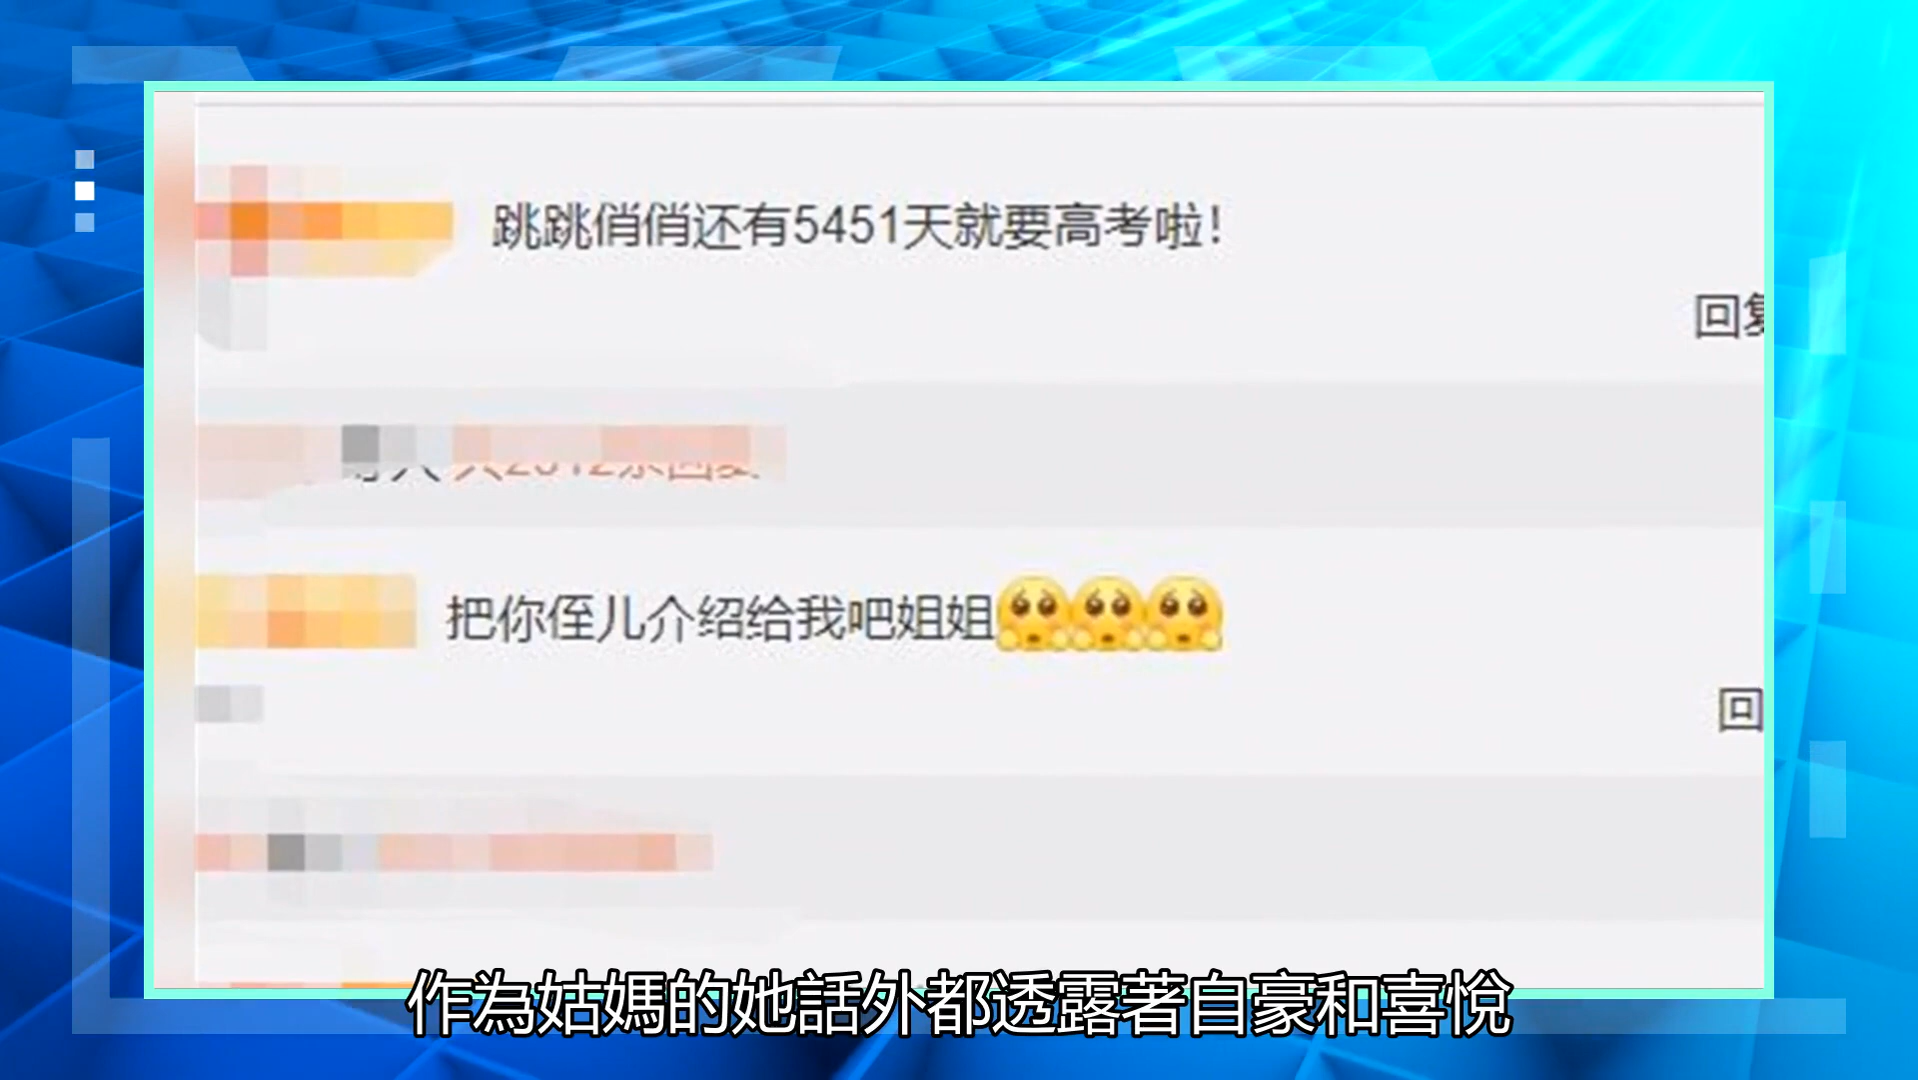 跳跳俏俏还有5451天就要高考啦！
回复
把你侄儿介绍给我吧姐姐
回
作為姑媽的她話外都透露著自豪和喜悅